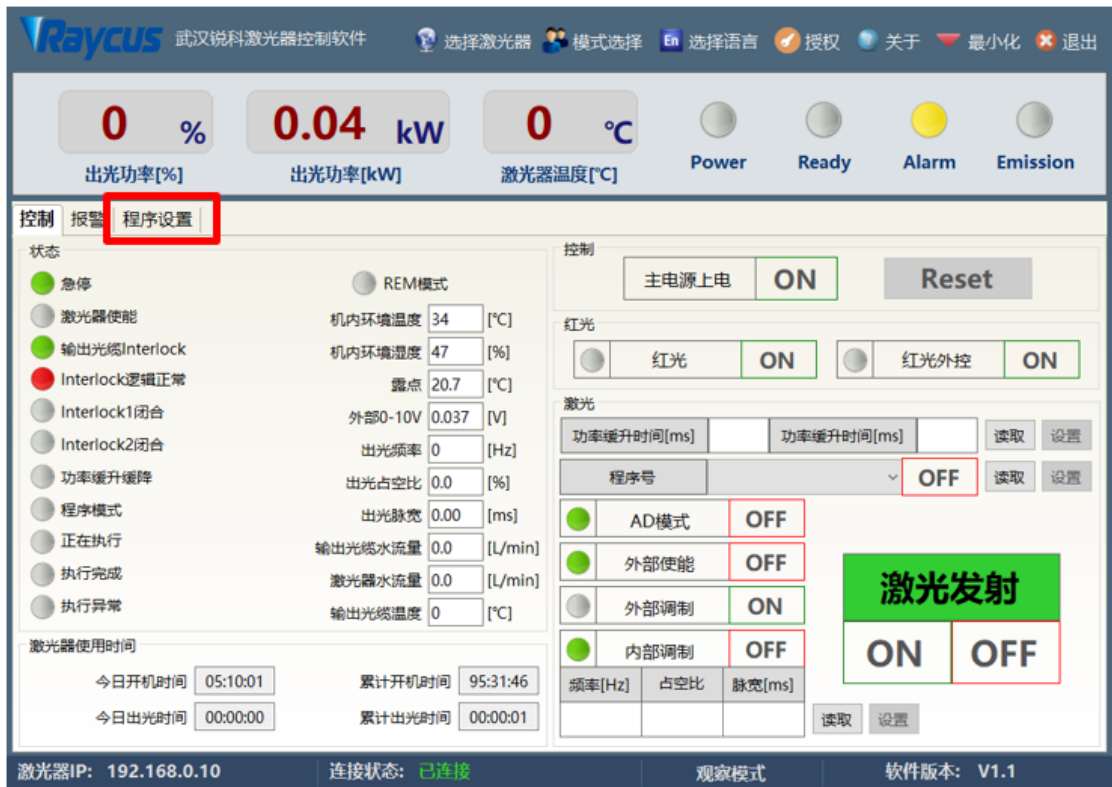 Raycus 武汉锐科激光器控制软件 选择激光器 模式选择 En 选择语言 授权 关于 最小化 退出
0 % 0.04 kW 0 ℃
出光功率[%] 出光功率[kW] 激光器温度[℃] Power Ready Alarm Emission
控制 报警 程序设置
状态
急停 REM模式
激光器使能 机内环境温度 34 [℃]
输出光缆Interlock 机内环境湿度 47 [%]
Interlock逻辑正常 露点 20.7 [℃]
Interlock1闭合 外部0-10V 0.037 [V]
Interlock2闭合 出光频率 0 [Hz]
功率缓升缓降 出光占空比 0.0 [%]
程序模式 出光脉宽 0.00 [ms]
正在执行 输出光缆水流量 0.0 [L/min]
执行完成 激光器水流量 0.0 [L/min]
执行异常 输出光缆温度 0 [℃]
激光器使用时间
今日开机时间 05:10:01 累计开机时间 95:31:46
今日出光时间 00:00:00 累计出光时间 00:00:01
控制
主电源上电 ON Reset
红光
红光 ON 红光外控 ON
激光
功率缓升时间[ms] 功率缓升时间[ms] 读取 设置
程序号 OFF 读取 设置
AD模式 OFF
外部使能 OFF
外部调制 ON
内部调制 OFF
激光发射
ON OFF
频率[Hz] 占空比 脉宽[ms]
读取 设置
激光器IP: 192.168.0.10 连接状态: 已连接 观察模式 软件版本: V1.1